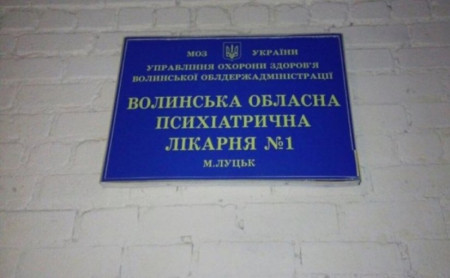 МОЗ УКРАЇНИ
УПРАВЛІННЯ ОХОРОНИ ЗДОРОВ'Я
ВОЛИНСЬКОЇ ОБЛДЕРЖАДМІНІСТРАЦІЇ
ВОЛИНСЬКА ОБЛАСНА
ПСИХІАТРИЧНА
ЛІКАРНЯ №1
М.ЛУЦЬК